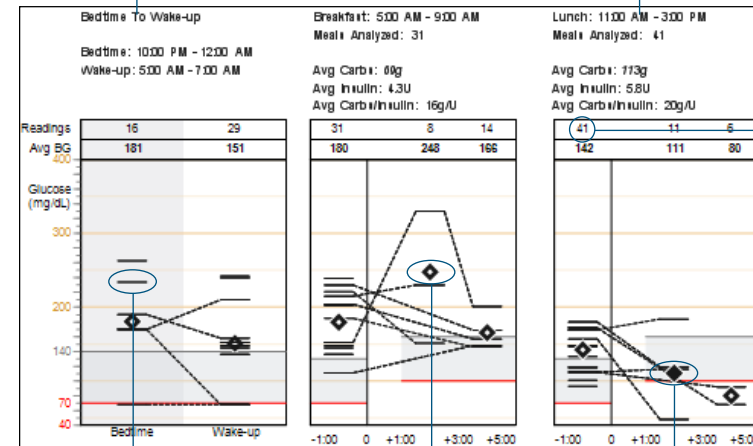 Bedtime To Wake-up
Bedtime: 10:00 PM - 12:00 AM
Wake-up: 5:00 AM - 7:00 AM
Breakfast: 5:00 AM - 9:00 AM
Meals Analyzed: 31
Avg Carbs: 69g
Avg Insulin: 4.3U
Avg Carbs/Insulin: 16g/U
Lunch: 11:00 AM - 3:00 PM
Meals Analyzed: 41
Avg Carbs: 113g
Avg Insulin: 5.8U
Avg Carbs/Insulin: 20g/U
Readings 16 29 31 8 14 41 11 6
Avg BG 181 151 180 248 166 142 111 80
400
Glucose
(mg/dL)
300
200
140
70
40
Bedtime Wake-up
-1:00 0 +1:00 +3:00 +5:00
-1:00 0 +1:00 +3:00 +5:0